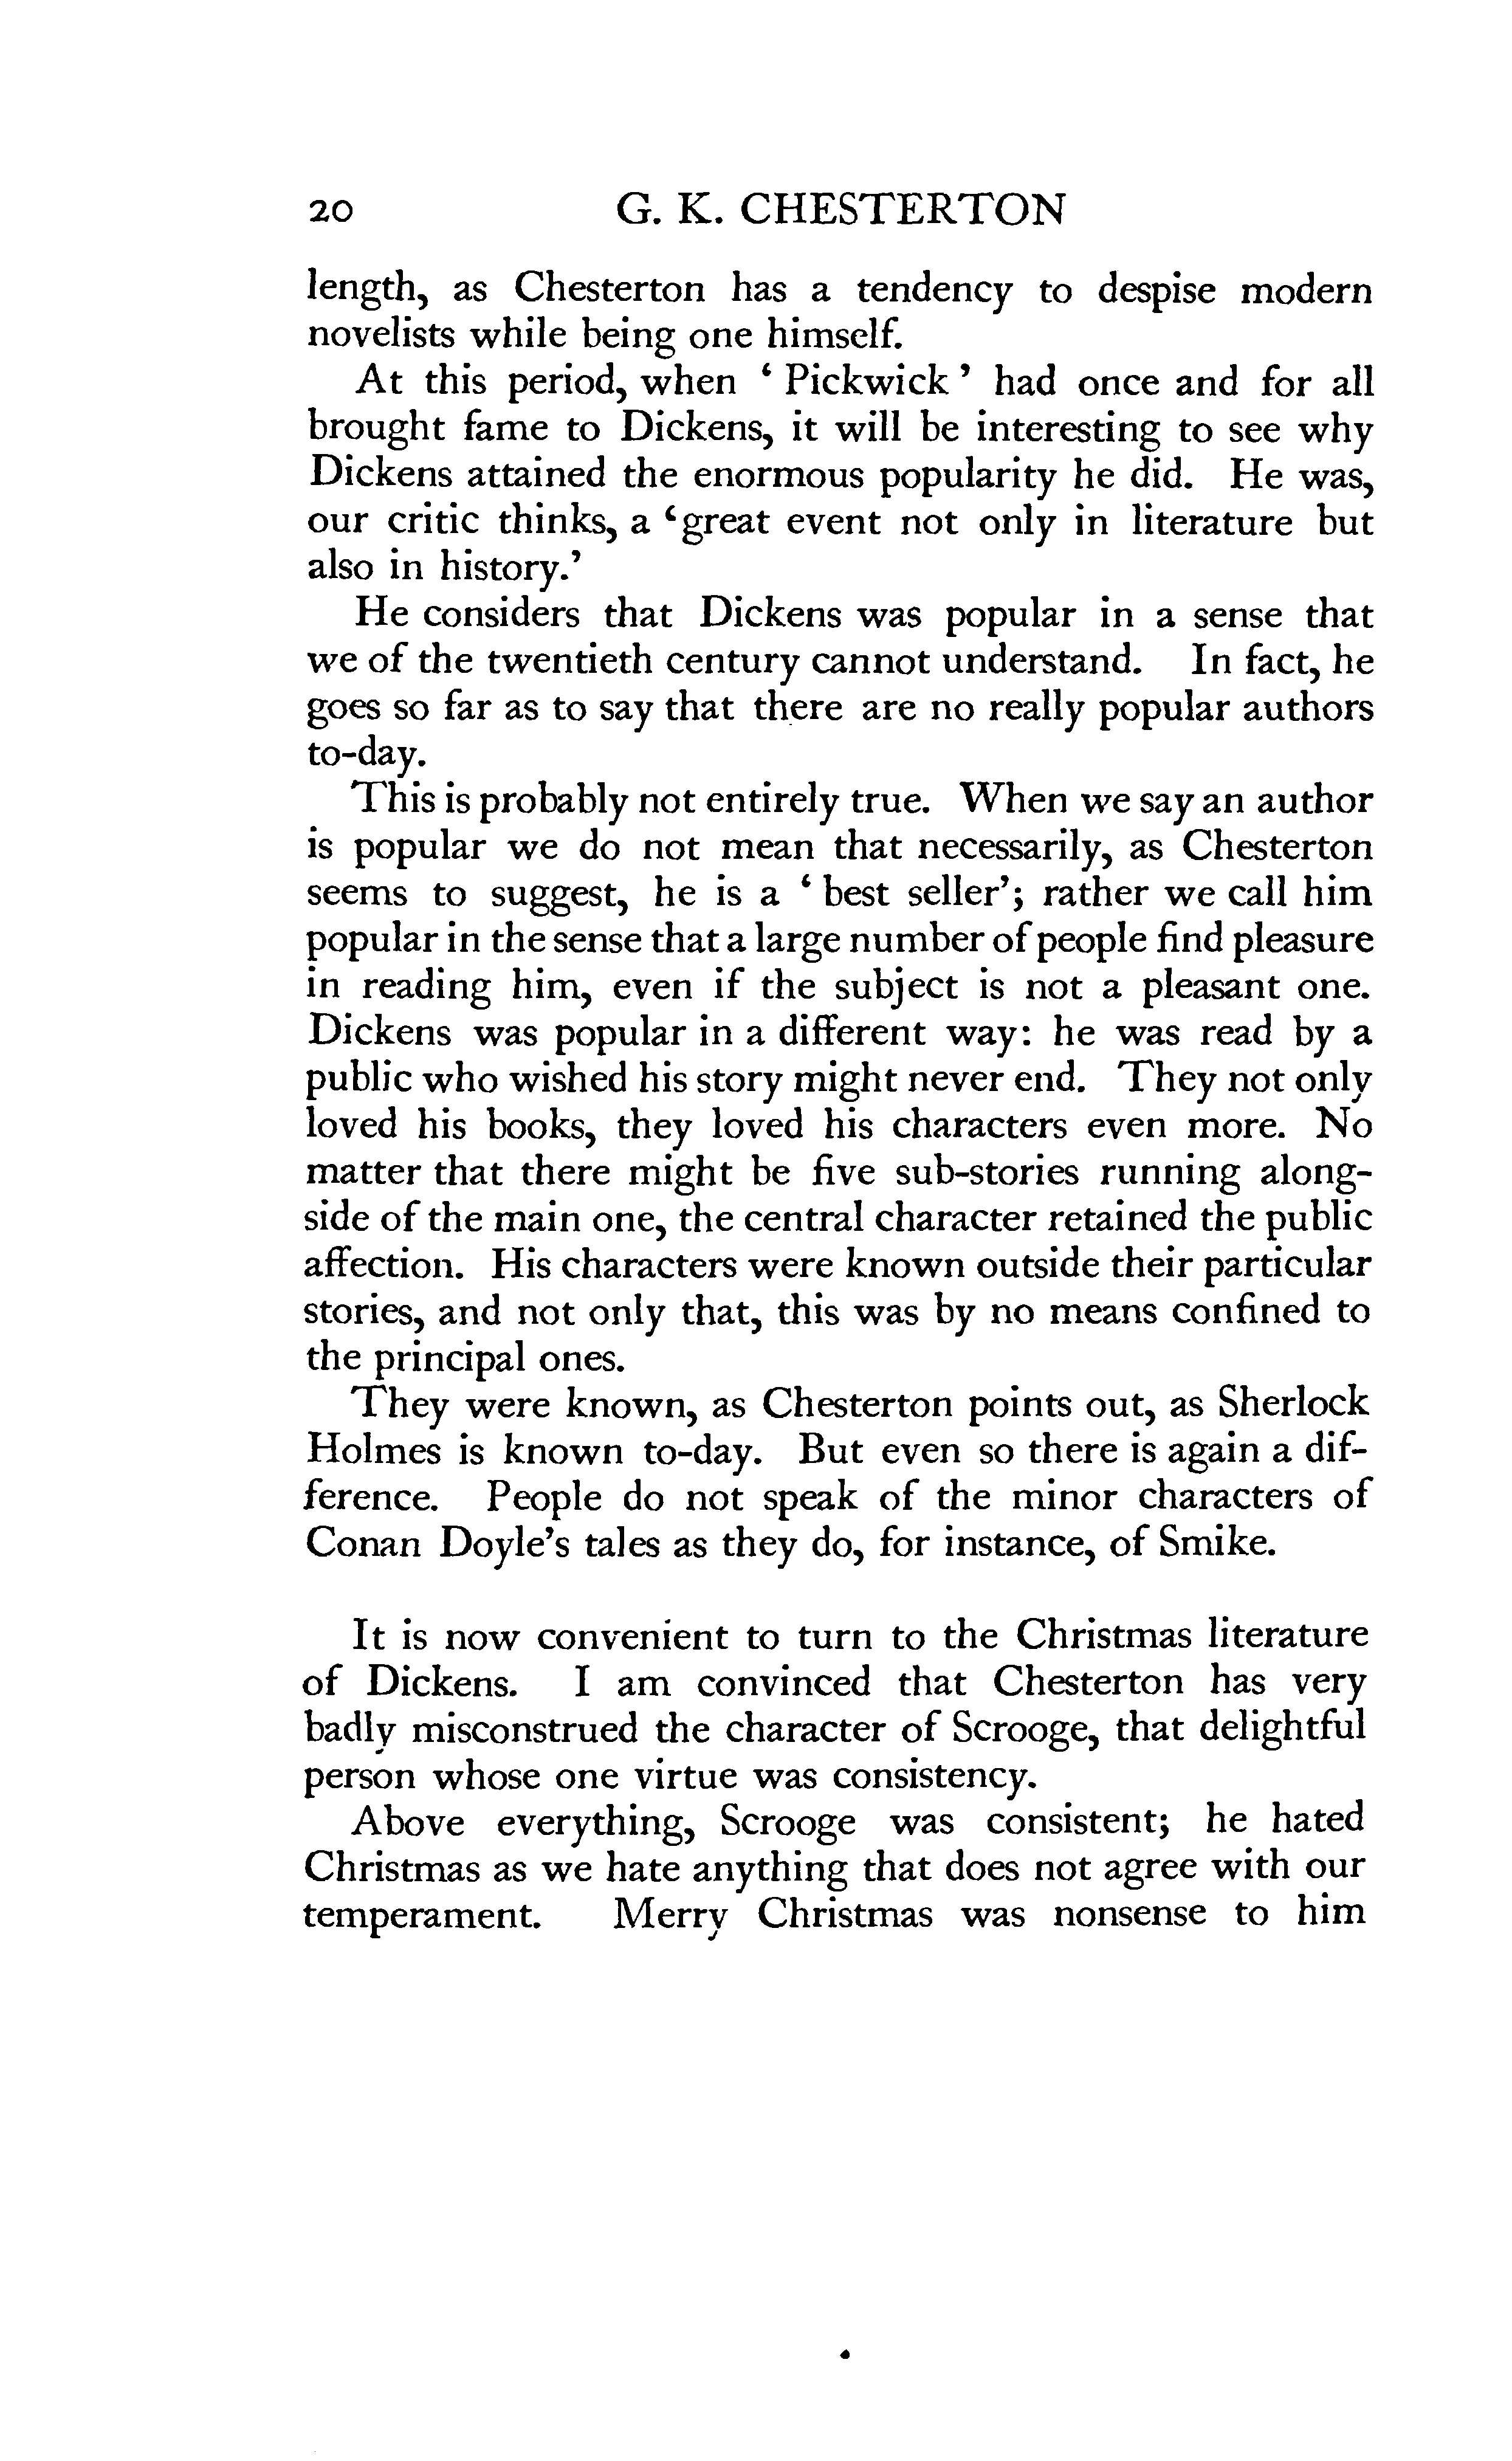 20 G. K. CHESTERTON
length, as Chesterton has a tendency to despise modern
novelists while being one himself.
At this period, when ‘ Pickwick ’ had once and for all
brought fame to Dickens, it will be interesting to see why
Dickens attained the enormous popularity he did. He was,
our critic thinks, a ‘great event not only in literature but
also in history.’
He considers that Dickens was popular in a sense that
we of the twentieth century cannot understand. In fact, he
goes so far as to say that there are no really popular authors
to-day.
This is probably not entirely true. When we say an author
is popular we do not mean that necessarily, as Chesterton
seems to suggest, he is a ‘ best seller’; rather we call him
popular in the sense that a large number of people find pleasure
in reading him, even if the subject is not a pleasant one.
Dickens was popular in a different way: he was read by a
public who wished his story might never end. They not only
loved his books, they loved his characters even more. No
matter that there might be five sub-stories running along-
side of the main one, the central character retained the public
affection. His characters were known outside their particular
stories, and not only that, this was by no means confined to
the principal ones.
They were known, as Chesterton points out, as Sherlock
Holmes is known to-day. But even so there is again a dif-
ference. People do not speak of the minor characters of
Conan Doyle’s tales as they do, for instance, of Smike.
It is now convenient to turn to the Christmas literature
of Dickens. I am convinced that Chesterton has very
badly misconstrued the character of Scrooge, that delightful
person whose one virtue was consistency.
Above everything, Scrooge was consistent; he hated
Christmas as we hate anything that does not agree with our
temperament. Merry Christmas was nonsense to him